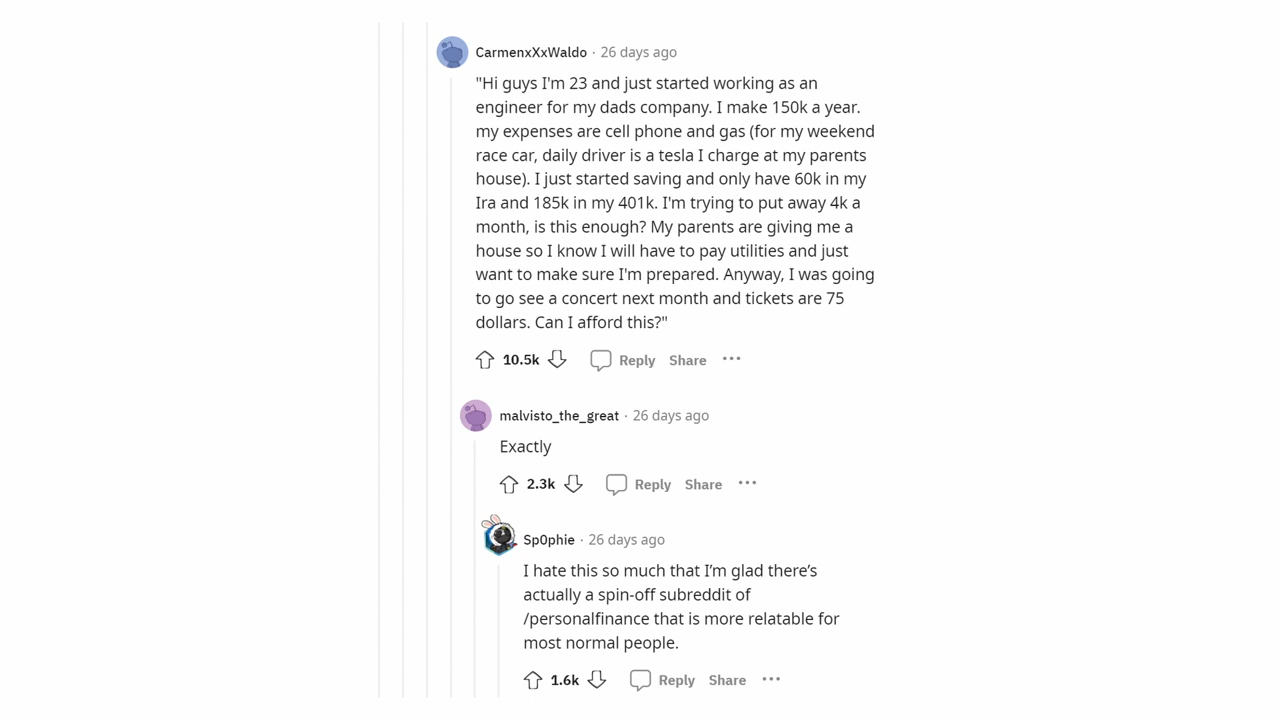 CarmenxXxWaldo · 26 days ago
"Hi guys I'm 23 and just started working as an
engineer for my dads company. I make 150k a year.
my expenses are cell phone and gas (for my weekend
race car, daily driver is a tesla I charge at my parents
house). I just started saving and only have 60k in my
Ira and 185k in my 401k. I'm trying to put away 4k a
month, is this enough? My parents are giving me a
house so I know I will have to pay utilities and just
want to make sure I'm prepared. Anyway, I was going
to go see a concert next month and tickets are 75
dollars. Can I afford this?"
10.5k Reply Share ···
malvisto_the_great · 26 days ago
Exactly
2.3k Reply Share ···
Sp0phie · 26 days ago
I hate this so much that I’m glad there’s
actually a spin-off subreddit of
/personalfinance that is more relatable for
most normal people.
1.6k Reply Share ···